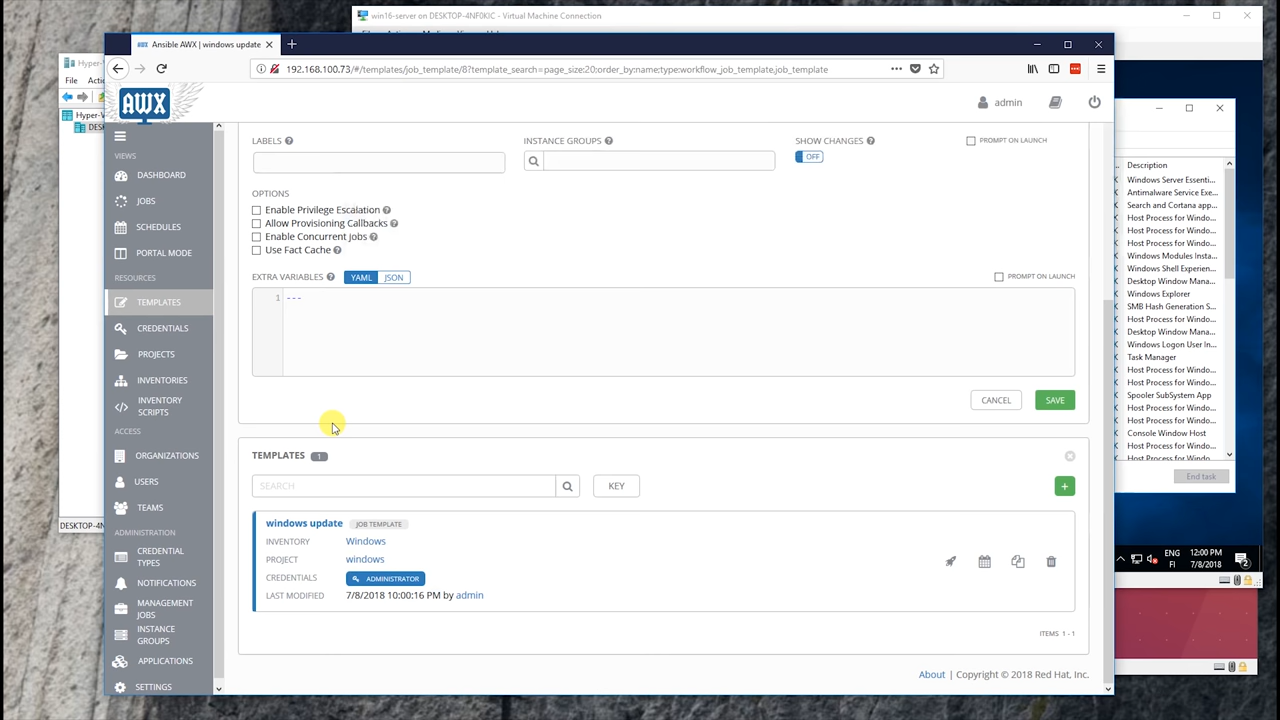 win16-server on DESKTOP-4NF0KIC - Virtual Machine Connection
Ansible AWX | windows update
Hyper-V
File
192.168.100.73/#/templates/job_template/8?template_search=page_size:20;order_by:name;type:workflow_job_template,job_template
AWX
admin
VIEWS
DASHBOARD
JOBS
SCHEDULES
PORTAL MODE
RESOURCES
TEMPLATES
CREDENTIALS
PROJECTS
INVENTORIES
INVENTORY
SCRIPTS
ACCESS
ORGANIZATIONS
USERS
TEAMS
ADMINISTRATION
CREDENTIAL
TYPES
NOTIFICATIONS
MANAGEMENT
JOBS
INSTANCE
GROUPS
APPLICATIONS
SETTINGS
LABELS
INSTANCE GROUPS
SHOW CHANGES
PROMPT ON LAUNCH
OFF
OPTIONS
Enable Privilege Escalation
Allow Provisioning Callbacks
Enable Concurrent Jobs
Use Fact Cache
EXTRA VARIABLES
YAML
JSON
PROMPT ON LAUNCH
1
---
CANCEL
SAVE
TEMPLATES
1
SEARCH
KEY
windows update
JOB TEMPLATE
INVENTORY
Windows
PROJECT
windows
CREDENTIALS
ADMINISTRATOR
LAST MODIFIED
7/8/2018 10:00:16 PM by admin
ITEMS 1 - 1
About | Copyright © 2018 Red Hat, Inc.
Description
Windows Server Essenti...
Antimalware Service Exe...
Search and Cortana app...
Host Process for Windo...
Host Process for Windo...
Host Process for Windo...
Windows Modules Insta...
Windows Shell Experien...
Desktop Window Mana...
Windows Explorer
SMB Hash Generation S...
Host Process for Windo...
Desktop Window Mana...
Windows Logon User In...
Task Manager
Host Process for Windo...
Host Process for Windo...
Spooler SubSystem App
Host Process for Windo...
Host Process for Windo...
Console Window Host
Host Process for Windo...
Host Process for Windo...
End task
ENG
FI
12:00 PM
7/8/2018
2